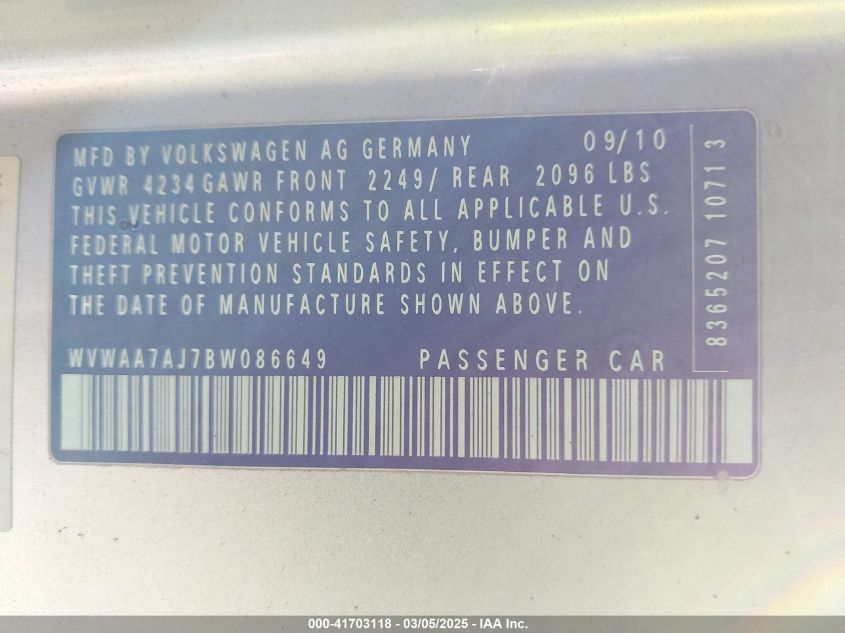 MFD BY VOLKSWAGEN AG GERMANY 09/10
GVWR 4234 GAWR FRONT 2249/ REAR 2096 LBS
THIS VEHICLE CONFORMS TO ALL APPLICABLE U.S.
FEDERAL MOTOR VEHICLE SAFETY, BUMPER AND
THEFT PREVENTION STANDARDS IN EFFECT ON
THE DATE OF MANUFACTURE SHOWN ABOVE.
WVWAA7AJ7BW086649 PASSENGER CAR
8365207 1071 3
000-41703118 / 03/05/2025 - IAA Inc.